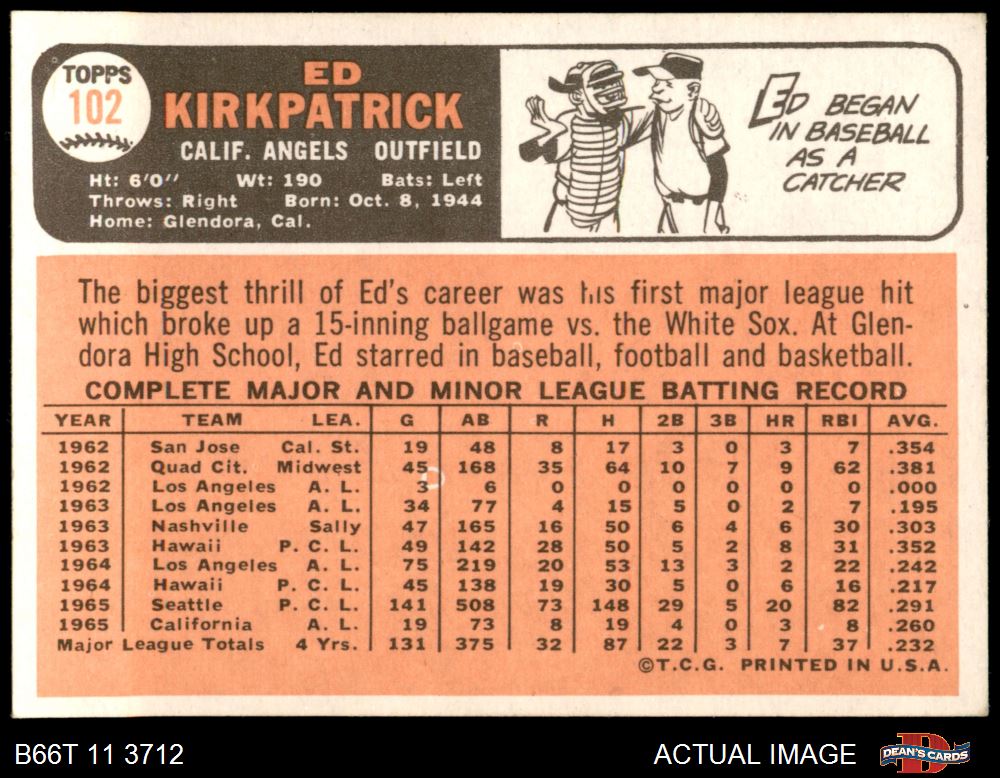 TOPPS
102
ED
KIRKPATRICK
CALIF. ANGELS OUTFIELD
Ht: 6'0" Wt: 190 Bats: Left
Throws: Right Born: Oct. 8, 1944
Home: Glendora, Cal.
ED BEGAN
IN BASEBALL
AS A
CATCHER
The biggest thrill of Ed's career was his first major league hit
which broke up a 15-inning ballgame vs. the White Sox. At Glen-
dora High School, Ed starred in baseball, football and basketball.
COMPLETE MAJOR AND MINOR LEAGUE BATTING RECORD
YEAR TEAM LEA. G AB R H 2B 3B HR RBI AVG.
1962 San Jose Cal. St. 19 48 8 17 3 0 3 7 .354
1962 Quad Cit. Midwest 45 168 35 64 10 7 9 62 .381
1962 Los Angeles A. L. 3 6 0 0 0 0 0 0 .000
1963 Los Angeles A. L. 34 77 4 15 5 0 2 7 .195
1963 Nashville Sally 47 165 16 50 6 4 6 30 .303
1963 Hawaii P. C. L. 49 142 28 50 5 2 8 31 .352
1964 Los Angeles A. L. 75 219 20 53 13 3 2 22 .242
1964 Hawaii P. C. L. 45 138 19 30 5 0 6 16 .217
1965 Seattle P. C. L. 141 508 73 148 29 5 20 82 .291
1965 California A. L. 19 73 8 19 4 0 3 8 .260
Major League Totals 4 Yrs. 131 375 32 87 22 3 7 37 .232
©T.C.G. PRINTED IN U.S.A.
B66T 11 3712 ACTUAL IMAGE DEAN'S CARDS